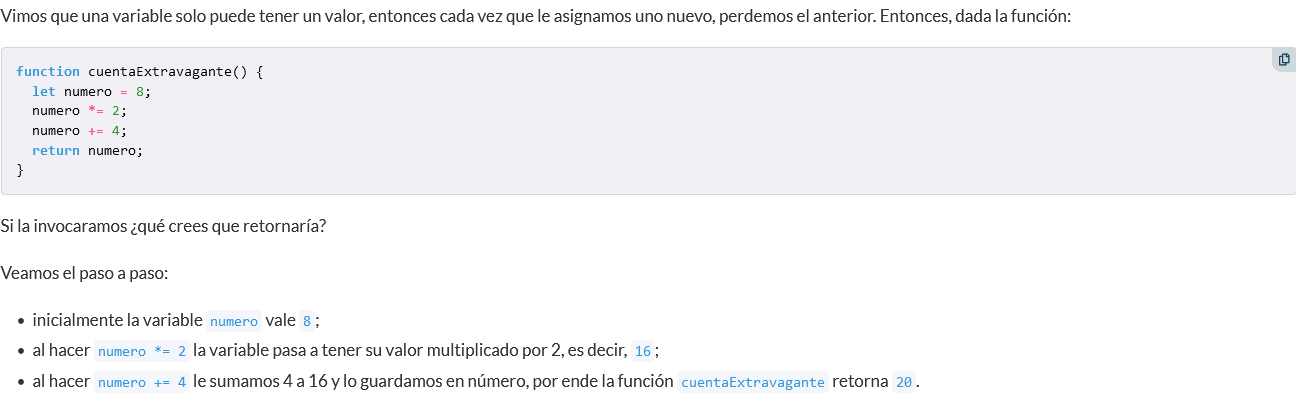 Vimos que una variable solo puede tener un valor, entonces cada vez que le asignamos uno nuevo, perdemos el anterior. Entonces, dada la función:
function cuentaExtravagante() {
  let numero = 8;
  numero *= 2;
  numero += 4;
  return numero;
}
Si la invocaramos ¿qué crees que retornaría?
Veamos el paso a paso:
• inicialmente la variable numero vale 8;
• al hacer numero *= 2 la variable pasa a tener su valor multiplicado por 2, es decir, 16;
• al hacer numero += 4 le sumamos 4 a 16 y lo guardamos en número, por ende la función cuentaExtravagante retorna 20.